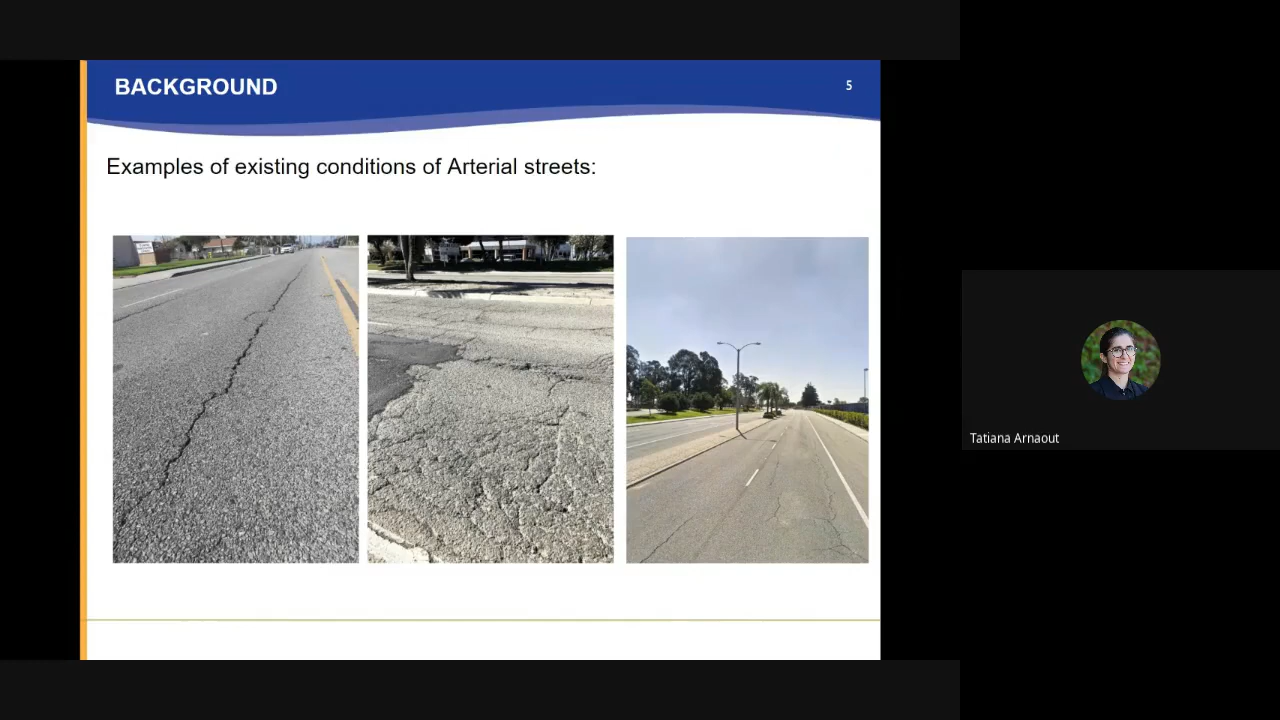 BACKGROUND
5
Examples of existing conditions of Arterial streets:
Tatiana Arnaout